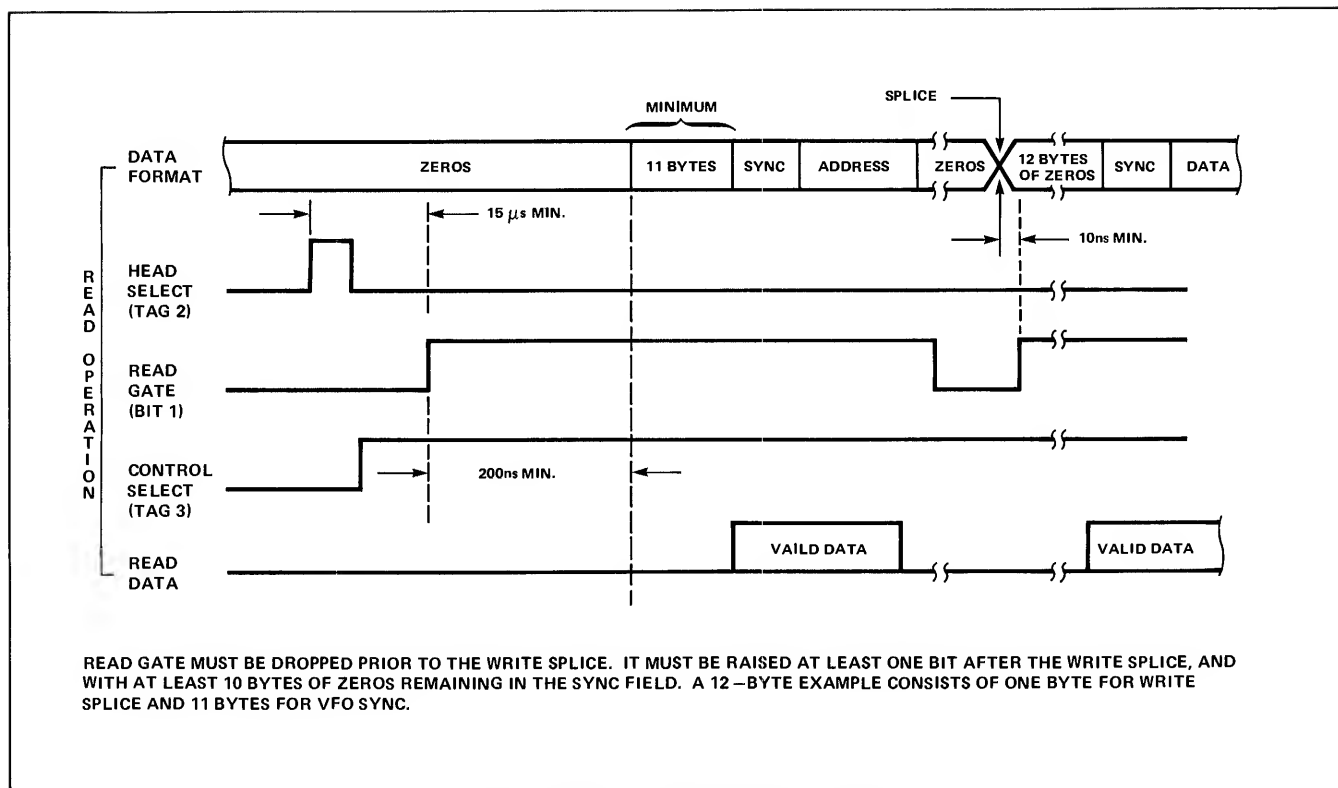 SPLICE
MINIMUM
DATA
FORMAT
ZEROS
11 BYTES
SYNC
ADDRESS
ZEROS
12 BYTES
OF ZEROS
SYNC
DATA
15 μs MIN.
10ns MIN.
READ OPERATION
HEAD
SELECT
(TAG 2)
READ
GATE
(BIT 1)
CONTROL
SELECT
(TAG 3)
200ns MIN.
READ
DATA
VAILD DATA
VALID DATA
READ GATE MUST BE DROPPED PRIOR TO THE WRITE SPLICE. IT MUST BE RAISED AT LEAST ONE BIT AFTER THE WRITE SPLICE, AND
WITH AT LEAST 10 BYTES OF ZEROS REMAINING IN THE SYNC FIELD. A 12 –BYTE EXAMPLE CONSISTS OF ONE BYTE FOR WRITE
SPLICE AND 11 BYTES FOR VFO SYNC.